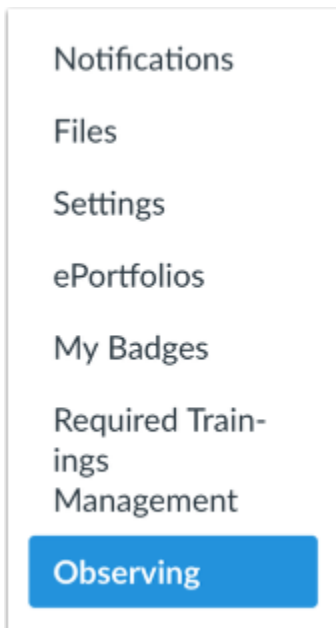 Notifications
Files
Settings
ePortfolios
My Badges
Required Train-
ings
Management
Observing